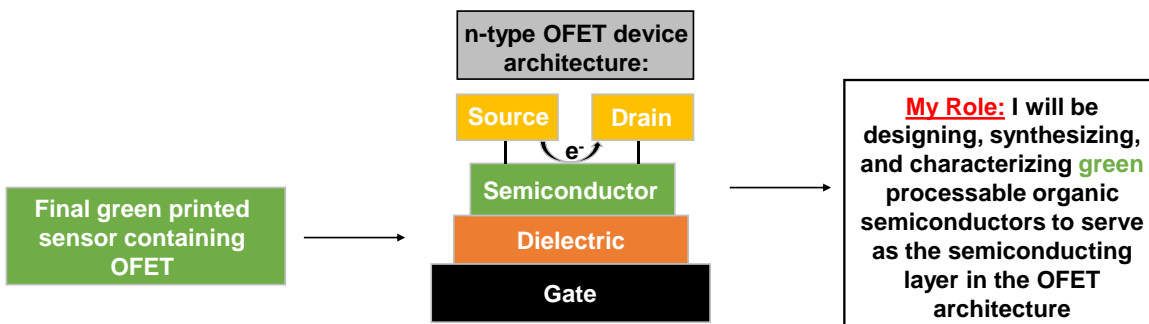 n-type OFET device
architecture:
Source
Drain
e-
Semiconductor
Dielectric
Gate
Final green printed
sensor containing
OFET
My Role: I will be
designing, synthesizing,
and characterizing green
processable organic
semiconductors to serve
as the semiconducting
layer in the OFET
architecture